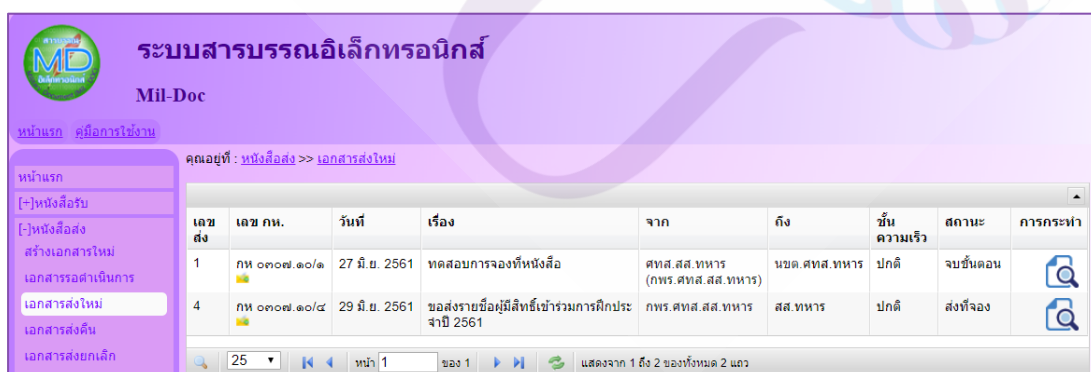 สารบรรณ
MD
อิเล็กทรอนิกส์
ระบบสารบรรณอิเล็กทรอนิกส์
Mil-Doc
หน้าแรก คู่มือการใช้งาน
คุณอยู่ที่ : หนังสือส่ง >> เอกสารส่งใหม่
หน้าแรก
[+]หนังสือรับ
[-]หนังสือส่ง
สร้างเอกสารใหม่
เอกสารรอดำเนินการ
เอกสารส่งใหม่
เอกสารส่งคืน
เอกสารส่งยกเลิก
เลขส่ง เลข กห. วันที่ เรื่อง จาก ถึง ชั้นความเร็ว สถานะ การกระทำ
1 กห ๐๓๐๗.๑๐/๑ 27 มิ.ย. 2561 ทดสอบการจองที่หนังสือ ศทส.สส.ทหาร (กพร.ศทส.สส.ทหาร) นขต.ศทส.ทหาร ปกติ จบขั้นตอน
4 กห ๐๓๐๗.๑๐/๔ 29 มิ.ย. 2561 ขอส่งรายชื่อผู้มีสิทธิ์เข้าร่วมการฝึกประจำปี 2561 กพร.ศทส.สส.ทหาร สส.ทหาร ปกติ ส่งที่จอง
25 หน้า 1 ของ 1 แสดงจาก 1 ถึง 2 ของทั้งหมด 2 แถว